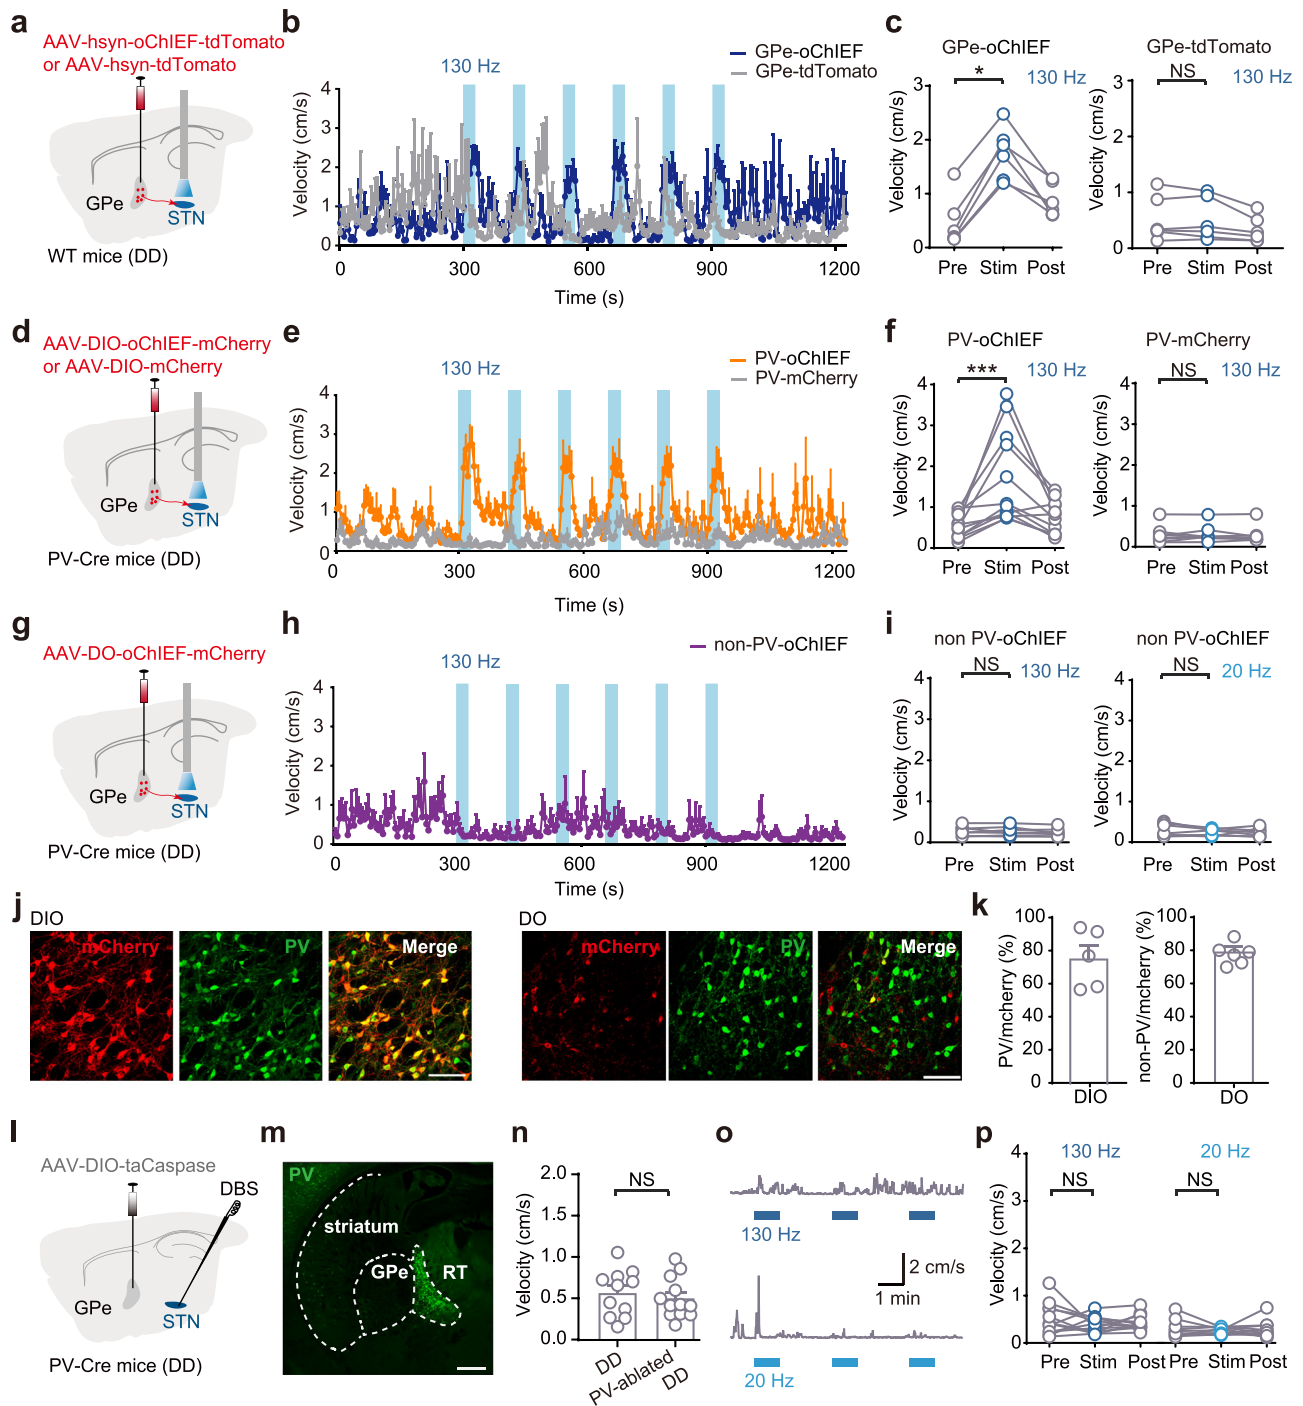 a
AAV-hsyn-oChIEF-tdTomato
or AAV-hsyn-tdTomato
GPe
STN
WT mice (DD)
b
GPe-oChIEF
GPe-tdTomato
130 Hz
Velocity (cm/s)
4
3
2
1
0
0 300 600 900 1200
Time (s)
c
GPe-oChIEF
*
130 Hz
Velocity (cm/s)
3
2
1
0
Pre Stim Post
GPe-tdTomato
NS
130 Hz
Velocity (cm/s)
3
2
1
0
Pre Stim Post
d
AAV-DIO-oChIEF-mCherry
or AAV-DIO-mCherry
GPe
STN
PV-Cre mice (DD)
e
PV-oChIEF
PV-mCherry
130 Hz
Velocity (cm/s)
4
3
2
1
0
0 300 600 900 1200
Time (s)
f
PV-oChIEF
***
130 Hz
Velocity (cm/s)
4
3
2
1
0
Pre Stim Post
PV-mCherry
NS
130 Hz
Velocity (cm/s)
4
3
2
1
0
Pre Stim Post
g
AAV-DO-oChIEF-mCherry
GPe
STN
PV-Cre mice (DD)
h
non-PV-oChIEF
130 Hz
Velocity (cm/s)
4
3
2
1
0
0 300 600 900 1200
Time (s)
i
non PV-oChIEF
NS
130 Hz
Velocity (cm/s)
4
3
2
1
0
Pre Stim Post
non PV-oChIEF
NS
20 Hz
Velocity (cm/s)
4
3
2
1
0
Pre Stim Post
j
DIO
mCherry
PV
Merge
DO
mCherry
PV
Merge
k
PV/mcherry (%)
100
80
60
40
20
0
DIO
non-PV/mcherry (%)
100
80
60
40
20
0
DO
l
AAV-DIO-taCaspase
DBS
GPe
STN
PV-Cre mice (DD)
m
PV
striatum
GPe
RT
n
NS
Velocity (cm/s)
2.0
1.5
1.0
0.5
0.0
DD
PV-ablated
DD
o
130 Hz
2 cm/s
1 min
20 Hz
p
130 Hz
20 Hz
NS
NS
Velocity (cm/s)
4
3
2
1
0
Pre Stim Post
Pre Stim Post